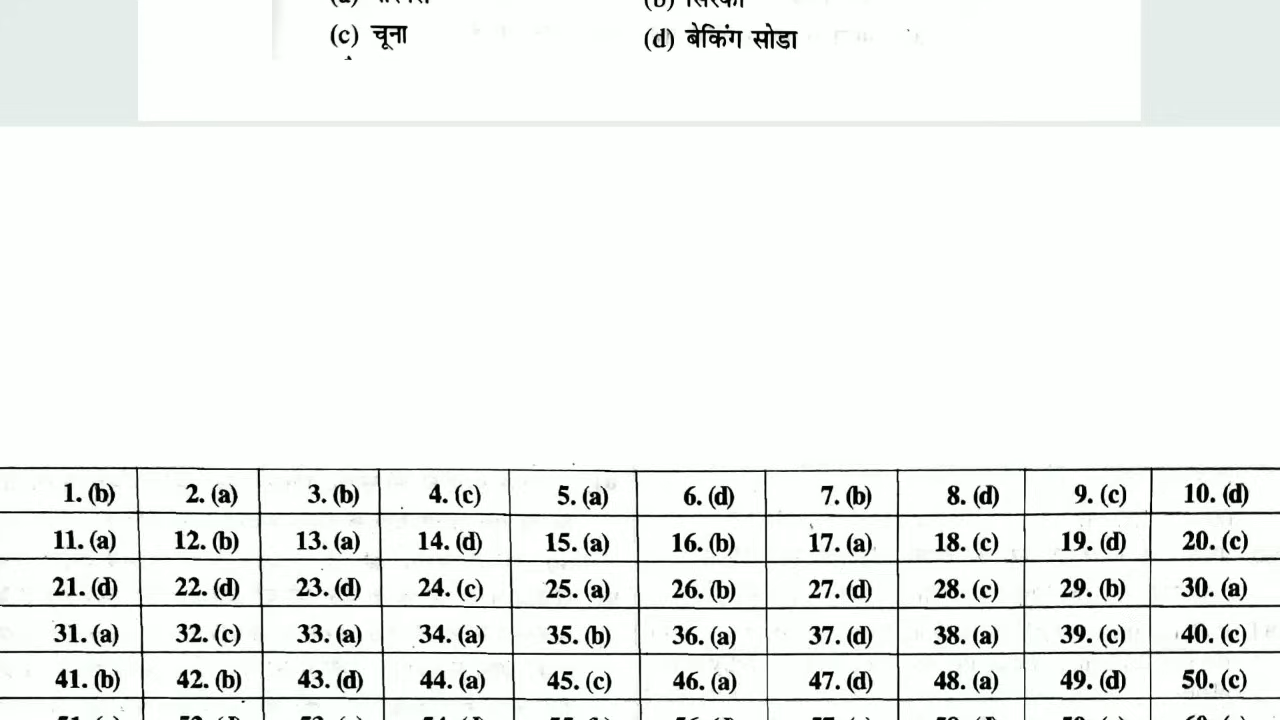 (c) चूना (d) बेकिंग सोडा
1. (b) 2. (a) 3. (b) 4. (c) 5. (a) 6. (d) 7. (b) 8. (d) 9. (c) 10. (d)
11. (a) 12. (b) 13. (a) 14. (d) 15. (a) 16. (b) 17. (a) 18. (c) 19. (d) 20. (c)
21. (d) 22. (d) 23. (d) 24. (c) 25. (a) 26. (b) 27. (d) 28. (c) 29. (b) 30. (a)
31. (a) 32. (c) 33. (a) 34. (a) 35. (b) 36. (a) 37. (d) 38. (a) 39. (c) 40. (c)
41. (b) 42. (b) 43. (d) 44. (a) 45. (c) 46. (a) 47. (d) 48. (a) 49. (d) 50. (c)